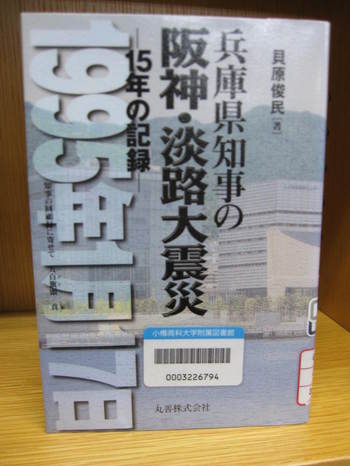 兵庫県知事の
阪神・淡路大震災
—15年の記録—
貝原俊民[著]
1995年1月17日
小樽商科大学附属図書館
0003226794
丸善株式会社